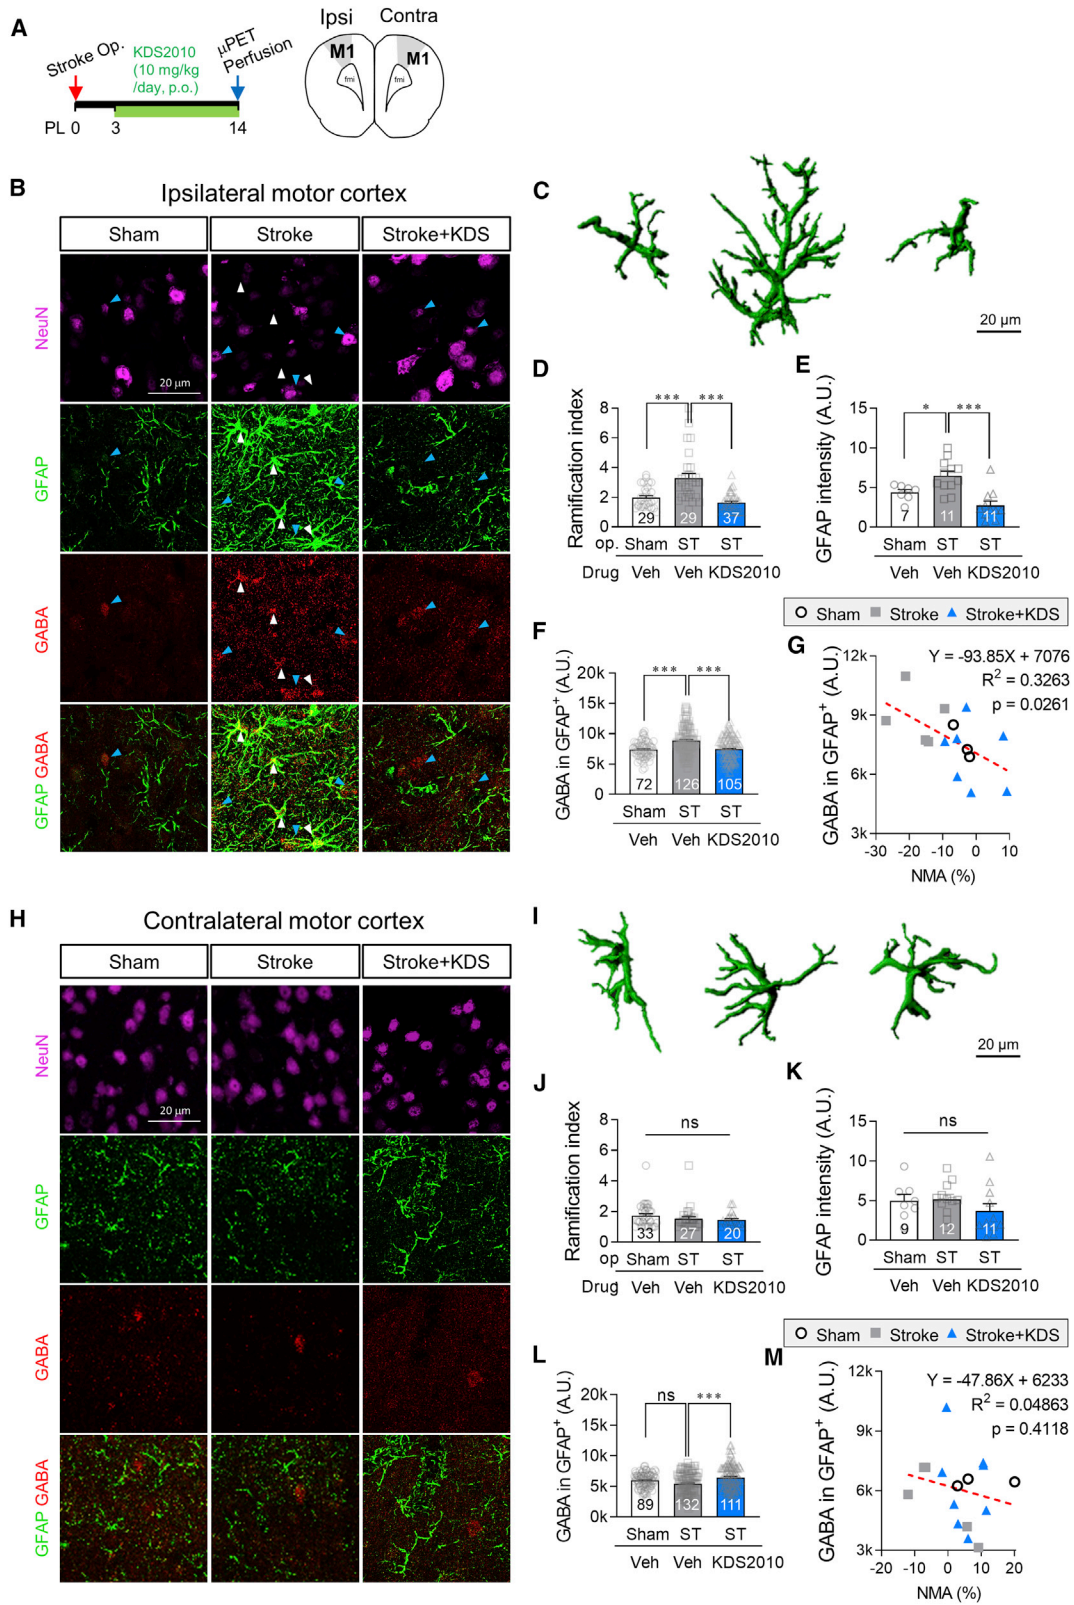 A
Stroke Op.
KDS2010
(10 mg/kg
/day, p.o.)
μPET
Perfusion
PL 0 3 14
Ipsi Contra
M1 M1
fmi fmi
B
Ipsilateral motor cortex
Sham Stroke Stroke+KDS
NeuN
20 μm
GFAP
GABA
GFAP GABA
C
20 μm
D
Ramification index
8
6
4
2
0
*** ***
29 29 37
op. Sham ST ST
Drug Veh Veh KDS2010
E
GFAP intensity (A.U.)
15
10
5
0
* ***
7 11 11
Sham ST ST
Veh Veh KDS2010
F
GABA in GFAP+ (A.U.)
20k
15k
10k
5k
0
*** ***
72 126 105
Sham ST ST
Veh Veh KDS2010
Sham Stroke Stroke+KDS
G
Y = -93.85X + 7076
R2 = 0.3263
p = 0.0261
GABA in GFAP+ (A.U.)
12k
9k
6k
3k
-30 -20 -10 0 10
NMA (%)
H
Contralateral motor cortex
Sham Stroke Stroke+KDS
NeuN
20 μm
GFAP
GABA
GFAP GABA
I
20 μm
J
Ramification index
8
6
4
2
0
ns
33 27 20
op Sham ST ST
Drug Veh Veh KDS2010
K
GFAP intensity (A.U.)
15
10
5
0
ns
9 12 11
Sham ST ST
Veh Veh KDS2010
L
GABA in GFAP+ (A.U.)
20k
15k
10k
5k
0k
ns ***
89 132 111
Sham ST ST
Veh Veh KDS2010
Sham Stroke Stroke+KDS
M
Y = -47.86X + 6233
R2 = 0.04863
p = 0.4118
GABA in GFAP+ (A.U.)
12k
9k
6k
3k
-20 -10 0 10 20
NMA (%)